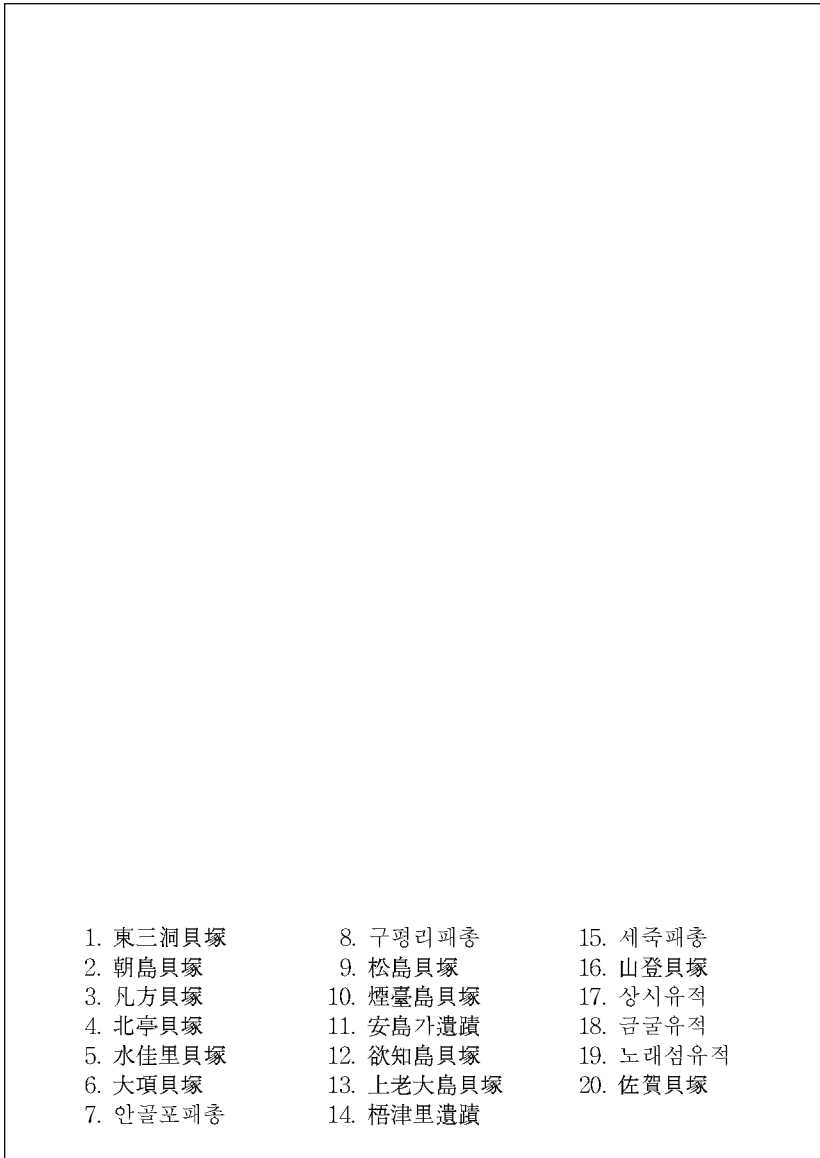 1. 東三洞貝塚
2. 朝島貝塚
3. 凡方貝塚
4. 北亭貝塚
5. 水佳里貝塚
6. 大項貝塚
7. 안골포패총
8. 구평리패총
9. 松島貝塚
10. 煙臺島貝塚
11. 安島가遺蹟
12. 欲知島貝塚
13. 上老大島貝塚
14. 梧津里遺蹟
15. 세죽패총
16. 山登貝塚
17. 상시유적
18. 금굴유적
19. 노래섬유적
20. 佐賀貝塚